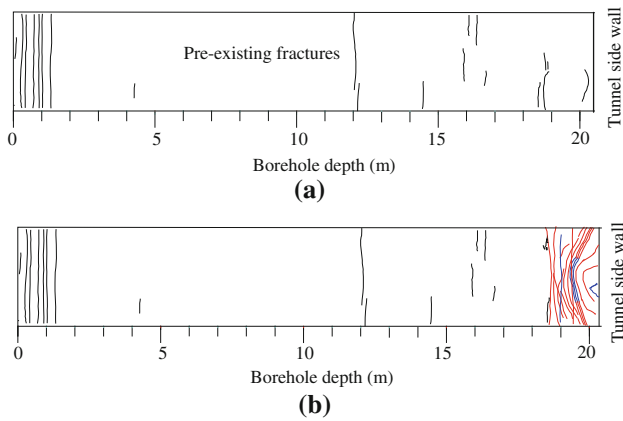 Pre-existing fractures
Tunnel side wall
0 5 10 15 20
Borehole depth (m)
(a)
Tunnel side wall
0 5 10 15 20
Borehole depth (m)
(b)